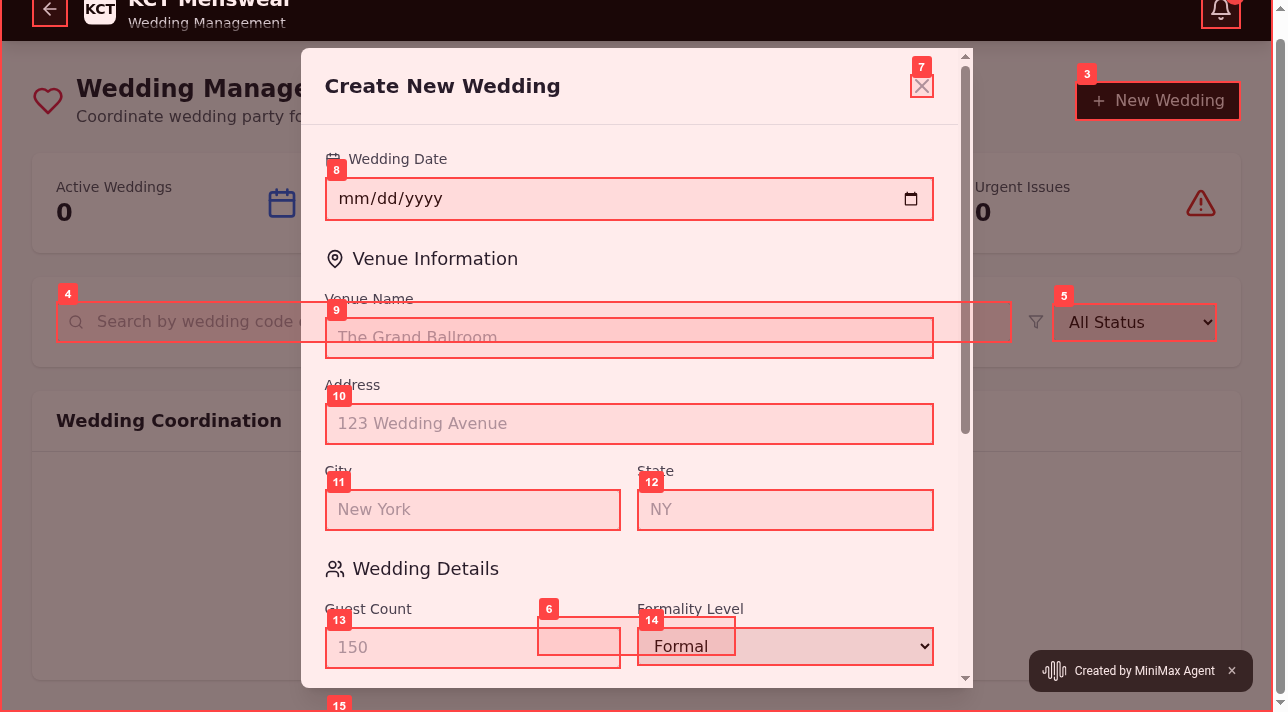 KCT
KCT Menswear
Wedding Management
Wedding Manage
Coordinate wedding party fo
3
+ New Wedding
Active Weddings
0
Urgent Issues
0
4
Search by wedding code
5
All Status
Wedding Coordination
Create New Wedding
7
Wedding Date
8
mm/dd/yyyy
Venue Information
Venue Name
9
The Grand Ballroom
Address
10
123 Wedding Avenue
City
State
11
12
New York
NY
Wedding Details
Guest Count
Formality Level
6
13
14
150
Formal
15
Created by MiniMax Agent ×